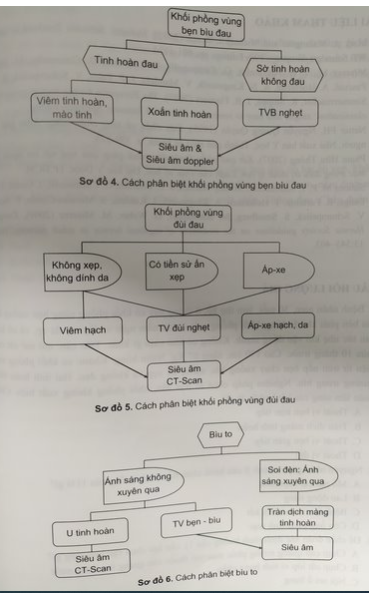 Khối phồng vùng
bẹn bìu đau
Tinh hoàn đau
Sờ tinh hoàn
không đau
Viêm tinh hoàn,
mào tinh
Xoắn tinh hoàn
TVB nghẹt
Siêu âm &
Siêu âm doppler
Sơ đồ 4. Cách phân biệt khối phồng vùng bẹn bìu đau
Khối phồng vùng
đùi đau
Không xẹp,
không dính da
Có tiền sử ấn
xẹp
Áp-xe
Viêm hạch
TV đùi nghẹt
Áp-xe hạch, da
Siêu âm
CT-Scan
Sơ đồ 5. Cách phân biệt khối phồng vùng đùi đau
Bìu to
Ánh sáng không
xuyên qua
Soi đèn: Ánh
sáng xuyên qua
U tinh hoàn
TV bẹn - bìu
Tràn dịch màng
tinh hoàn
Siêu âm
CT-Scan
Siêu âm
Sơ đồ 6. Cách phân biệt bìu to